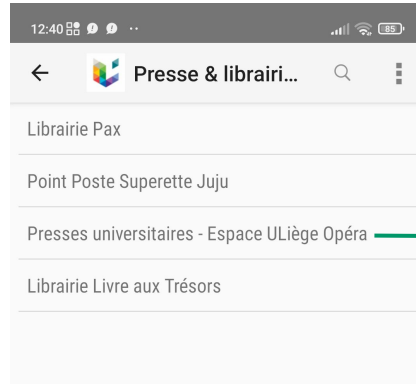 12:40
85
Presse & librairi...
Librairie Pax
Point Poste Superette Juju
Presses universitaires - Espace ULiège Opéra
Librairie Livre aux Trésors